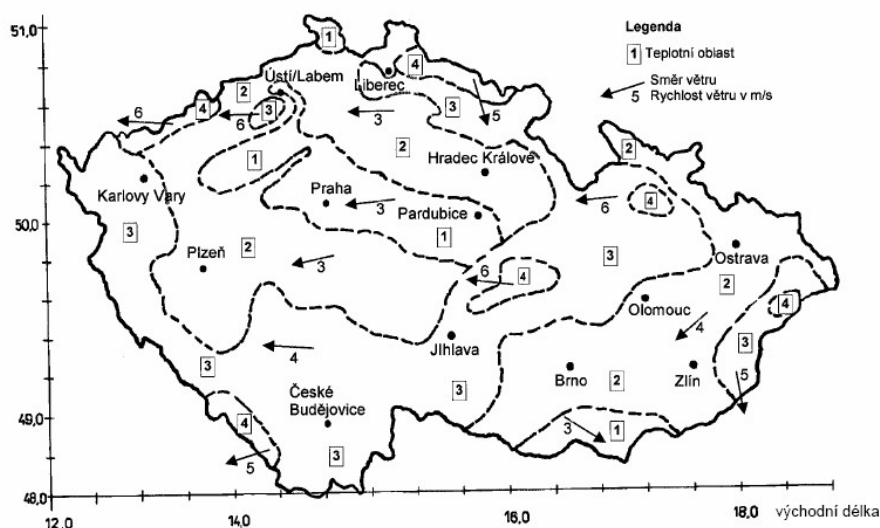 51,0
50,0
49,0
48,0
12,0
14,0
16,0
18,0
východní délka
Legenda
1 Teplotní oblast
Směr větru
5 Rychlost větru v m/s
1
Ústí/Labem
2
4
6
3
6
Liberec
4
3
5
3
2
1
Hradec Králové
2
Karlovy Vary
Praha
3
Pardubice
6
4
3
1
Ostrava
Plzeň
2
3
3
6
4
2
Olomouc
4
4
3
Jihlava
4
3
5
3
Brno
2
Zlín
České
Budějovice
4
3
1
5
3